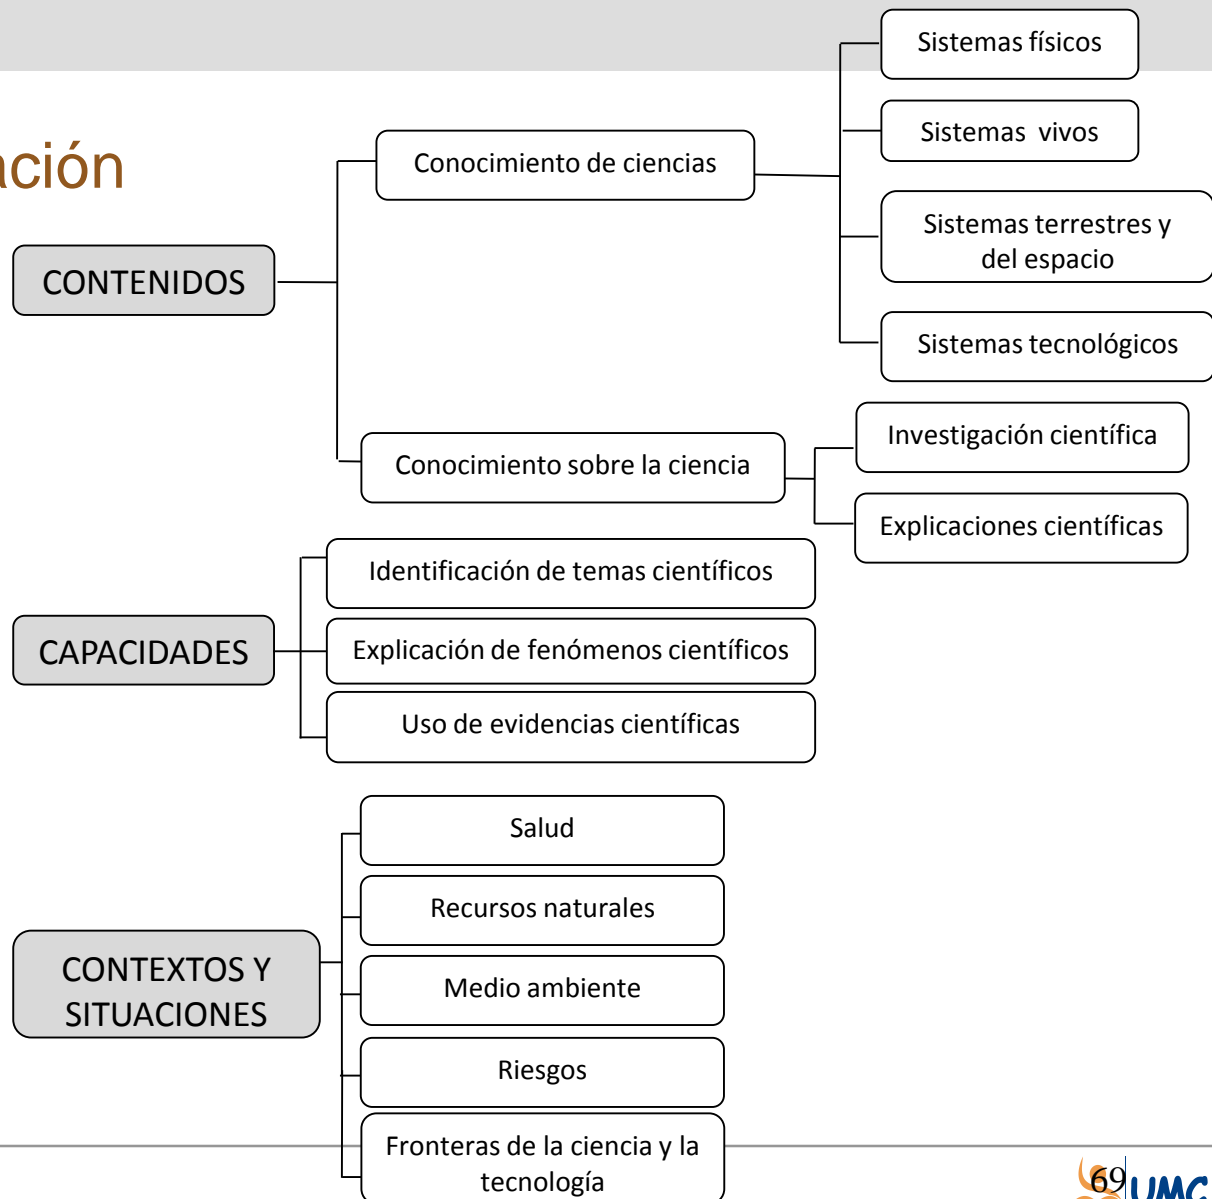 ación
CONTENIDOS
Conocimiento de ciencias
Sistemas físicos
Sistemas vivos
Sistemas terrestres y
del espacio
Sistemas tecnológicos
Conocimiento sobre la ciencia
Investigación científica
Explicaciones científicas
CAPACIDADES
Identificación de temas científicos
Explicación de fenómenos científicos
Uso de evidencias científicas
CONTEXTOS Y
SITUACIONES
Salud
Recursos naturales
Medio ambiente
Riesgos
Fronteras de la ciencia y la
tecnología
69
UMC